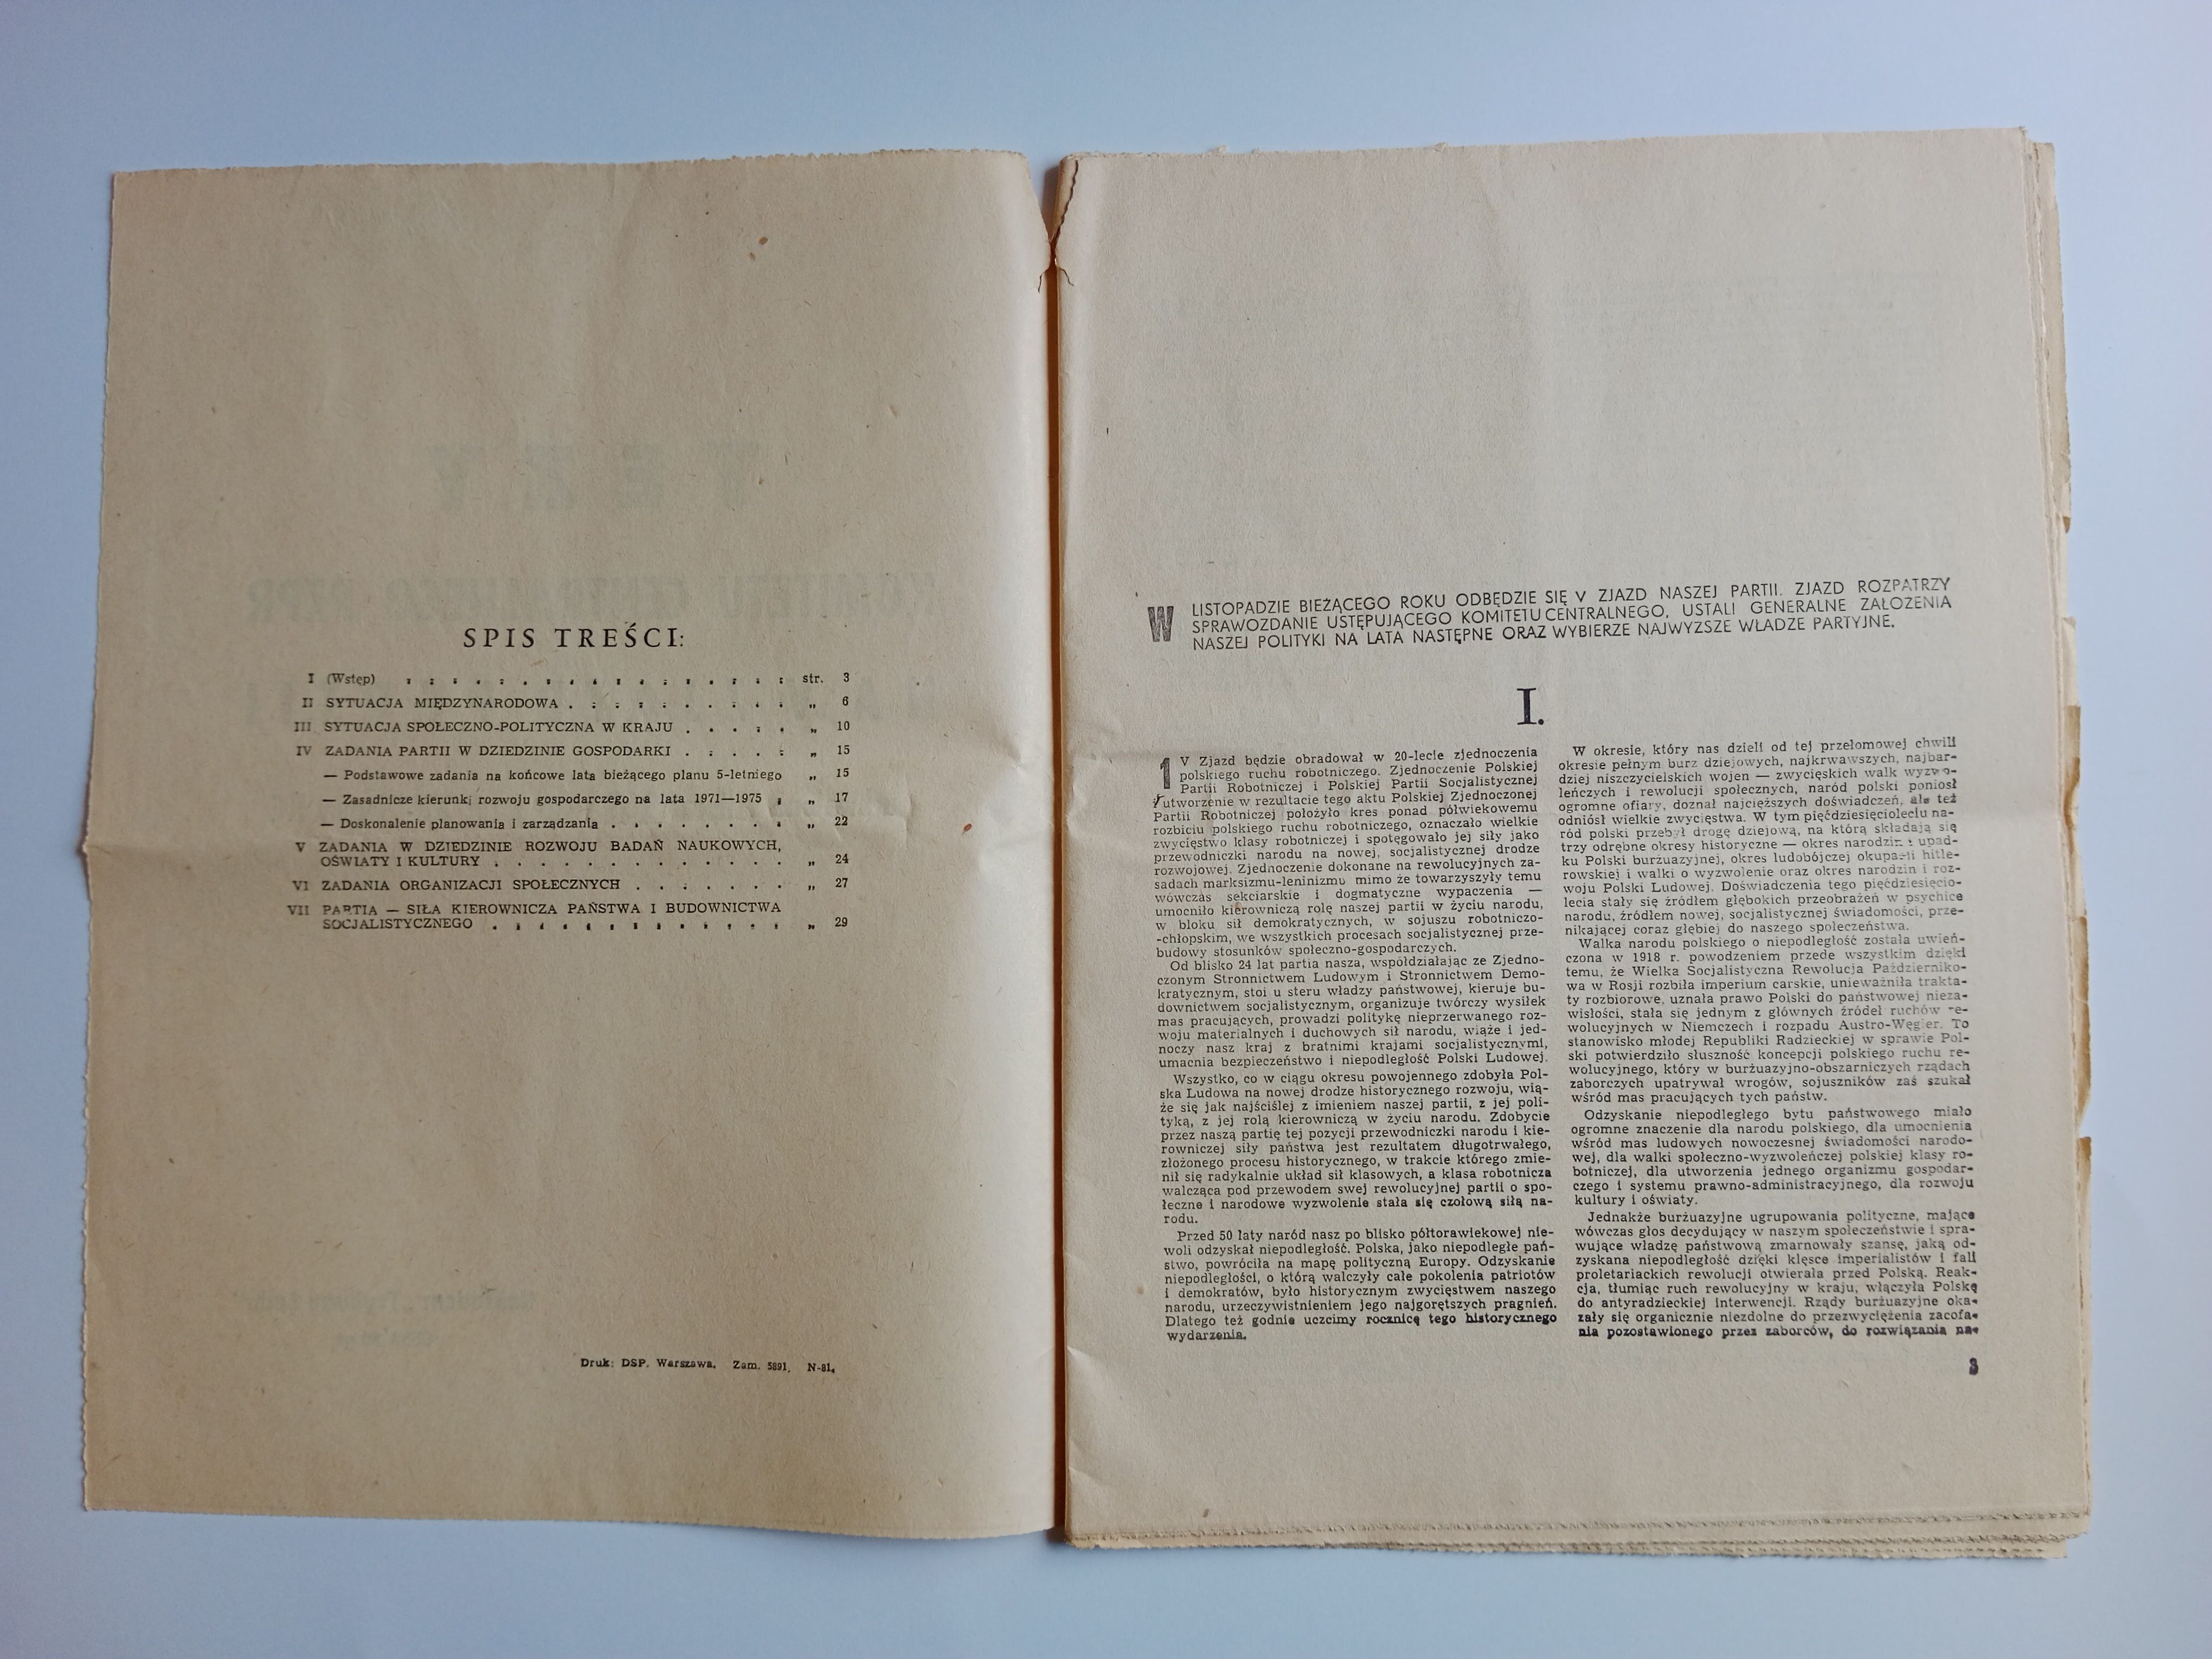 SPIS TREŚCI:
I (Wstęp) . . . . . . . . . . . . . . . . . str. 3
II SYTUACJA MIĘDZYNARODOWA . . . . . . . . . . „ 6
III SYTUACJA SPOŁECZNO-POLITYCZNA W KRAJU . . . . . „ 10
IV ZADANIA PARTII W DZIEDZINIE GOSPODARKI . . . . . „ 15
— Podstawowe zadania na końcowe lata bieżącego planu 5-letniego „ 15
— Zasadnicze kierunki rozwoju gospodarczego na lata 1971—1975 . „ 17
— Doskonalenie planowania i zarządzania . . . . . . . . „ 22
V ZADANIA W DZIEDZINIE ROZWOJU BADAŃ NAUKOWYCH,
OŚWIATY I KULTURY . . . . . . . . . . . . . „ 24
VI ZADANIA ORGANIZACJI SPOŁECZNYCH . . . . . . . „ 27
VII PARTIA — SIŁA KIEROWNICZA PAŃSTWA I BUDOWNICTWA
SOCJALISTYCZNEGO . . . . . . . . . . . . . „ 29
Druk: DSP. Warszawa. Zam. 5891. N-81.
W LISTOPADZIE BIEŻĄCEGO ROKU ODBĘDZIE SIĘ V ZJAZD NASZEJ PARTII. ZJAZD ROZPATRZY
SPRAWOZDANIE USTĘPUJĄCEGO KOMITETU CENTRALNEGO, USTALI GENERALNE ZAŁOŻENIA
NASZEJ POLITYKI NA LATA NASTĘPNE ORAZ WYBIERZE NAJWYŻSZE WŁADZE PARTYJNE.
I.
1 V Zjazd będzie obradował w 20-lecie zjednoczenia
polskiego ruchu robotniczego. Zjednoczenie Polskiej
Partii Robotniczej i Polskiej Partii Socjalistycznej
i utworzenie w rezultacie tego aktu Polskiej Zjednoczonej
Partii Robotniczej położyło kres ponad półwiekowemu
rozbiciu polskiego ruchu robotniczego, oznaczało wielkie
zwycięstwo klasy robotniczej i spotęgowało jej siły jako
przewodniczki narodu na nowej, socjalistycznej drodze
rozwojowej. Zjednoczenie dokonane na rewolucyjnych za-
sadach marksizmu-leninizmu mimo że towarzyszyły temu
wówczas sekciarskie i dogmatyczne wypaczenia —
umocniło kierowniczą rolę naszej partii w życiu narodu,
w bloku sił demokratycznych, w sojuszu robotniczo-
-chłopskim, we wszystkich procesach socjalistycznej prze-
budowy stosunków społeczno-gospodarczych.
Od blisko 24 lat partia nasza, współdziałając ze Zjedno-
czonym Stronnictwem Ludowym i Stronnictwem Demo-
kratycznym, stoi u steru władzy państwowej, kieruje bu-
downictwem socjalistycznym, organizuje twórczy wysiłek
mas pracujących, prowadzi politykę nieprzerwanego roz-
woju materialnych i duchowych sił narodu, wiąże i jed-
noczy nasz kraj z bratnimi krajami socjalistycznymi,
umacnia bezpieczeństwo i niepodległość Polski Ludowej.
Wszystko, co w ciągu okresu powojennego zdobyła Pol-
ska Ludowa na nowej drodze historycznego rozwoju, wią-
że się jak najściślej z imieniem naszej partii, z jej poli-
tyką, z jej rolą kierowniczą w życiu narodu. Zdobycie
przez naszą partię tej pozycji przewodniczki narodu i kie-
rowniczej siły państwa jest rezultatem długotrwałego,
złożonego procesu historycznego, w trakcie którego zmie-
nił się radykalnie układ sił klasowych, a klasa robotnicza
walcząca pod przewodem swej rewolucyjnej partii o spo-
łeczne i narodowe wyzwolenie stała się czołową siłą na-
rodu.
Przed 50 laty naród nasz po blisko półtorawiekowej nie-
woli odzyskał niepodległość. Polska, jako niepodległe pań-
stwo, powróciła na mapę polityczną Europy. Odzyskanie
niepodległości, o którą walczyły całe pokolenia patriotów
i demokratów, było historycznym zwycięstwem naszego
narodu, urzeczywistnieniem jego najgorętszych pragnień.
Dlatego też godnie uczcimy rocznicę tego historycznego
wydarzenia.
W okresie, który nas dzieli od tej przełomowej chwili
okresie pełnym burz dziejowych, najkrwawszych, najbar-
dziej niszczycielskich wojen — zwycięskich walk wyzwo-
leńczych i rewolucji społecznych, naród polski poniósł
ogromne ofiary, doznał najcięższych doświadczeń, ale też
odniósł wielkie zwycięstwa. W tym pięćdziesięcioleciu na-
ród polski przebył drogę dziejową, na którą składają się
trzy odrębne okresy historyczne — okres narodzin i upad-
ku Polski burżuazyjnej, okres ludobójczej okupacji hitle-
rowskiej i walki o wyzwolenie oraz okres narodzin i roz-
woju Polski Ludowej. Doświadczenia tego pięćdziesięcio-
lecia stały się źródłem głębokich przeobrażeń w psychice
narodu, źródłem nowej, socjalistycznej świadomości, prze-
nikającej coraz głębiej do naszego społeczeństwa.
Walka narodu polskiego o niepodległość została uwień-
czona w 1918 r. powodzeniem przede wszystkim dzięki
temu, że Wielka Socjalistyczna Rewolucja Październiko-
wa w Rosji rozbiła imperium carskie, unieważniła trakta-
ty rozbiorowe, uznała prawo Polski do państwowej nieza-
wisłości, stała się jednym z głównych źródeł ruchów re-
wolucyjnych w Niemczech i rozpadu Austro-Węgier. To
stanowisko młodej Republiki Radzieckiej w sprawie Pol-
ski potwierdziło słuszność koncepcji polskiego ruchu re-
wolucyjnego, który w burżuazyjno-obszarniczych rządach
zaborczych upatrywał wrogów, sojuszników zaś szukał
wśród mas pracujących tych państw.
Odzyskanie niepodległego bytu państwowego miało
ogromne znaczenie dla narodu polskiego, dla umocnienia
wśród mas ludowych nowoczesnej świadomości narodo-
wej, dla walki społeczno-wyzwoleńczej polskiej klasy ro-
botniczej, dla utworzenia jednego organizmu gospodar-
czego i systemu prawno-administracyjnego, dla rozwoju
kultury i oświaty.
Jednakże burżuazyjne ugrupowania polityczne, mające
wówczas głos decydujący w naszym społeczeństwie i spra-
wujące władzę państwową zmarnowały szansę, jaką od-
zyskana niepodległość dzięki klęsce imperialistów i fali
proletariackich rewolucji otwierała przed Polską. Reak-
cja, tłumiąc ruch rewolucyjny w kraju, włączyła Polskę
do antyradzieckiej interwencji. Rządy burżuazyjne oka-
zały się organicznie niezdolne do przezwyciężenia zacofa-
nia pozostawionego przez zaborców, do rozwiązania na-
3